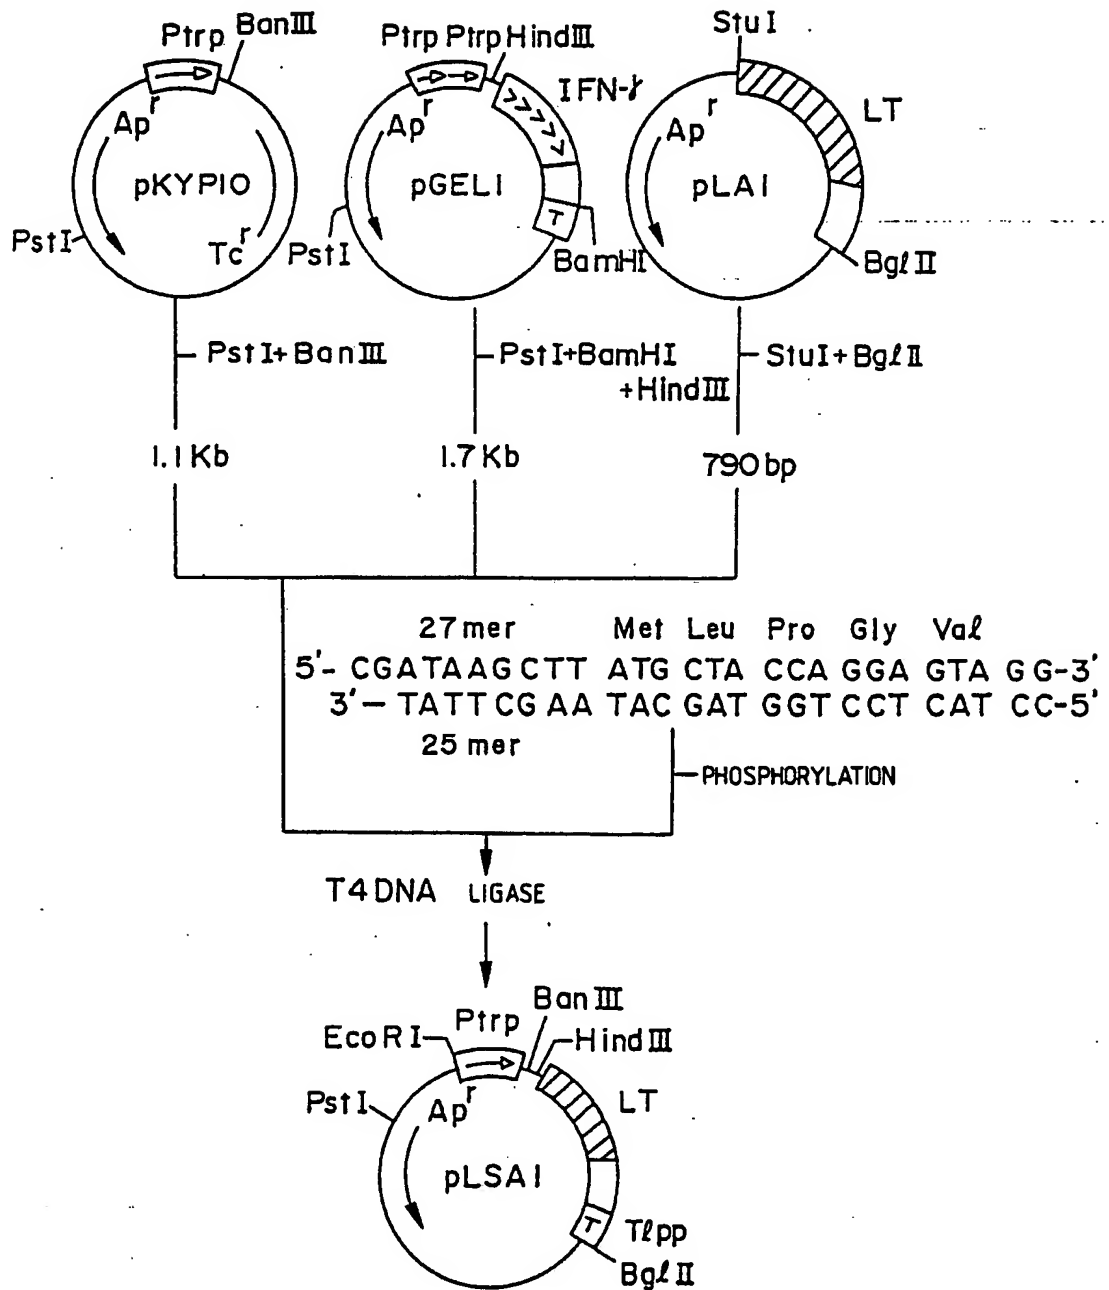 Ptrp BanIII
Ap r
pKYP10
PstI
Tc r
Ptrp Ptrp HindIII
IFN-γ
Ap r
pGEL1
PstI
T
BamHI
StuI
LT
Ap r
pLA1
BglII
PstI+BanIII
PstI+BamHI
+HindIII
StuI+BglII
1.1Kb
1.7Kb
790bp
27mer Met Leu Pro Gly Val
5'- CGATAAGCTT ATG CTA CCA GGA GTA GG-3'
3'- TATTCGAA TAC GAT GGT CCT CAT CC-5'
25 mer
PHOSPHORYLATION
T4 DNA LIGASE
Ptrp
BanIII
EcoRI
HindIII
PstI
Ap r
LT
pLSA1
T
Tlpp
BglII